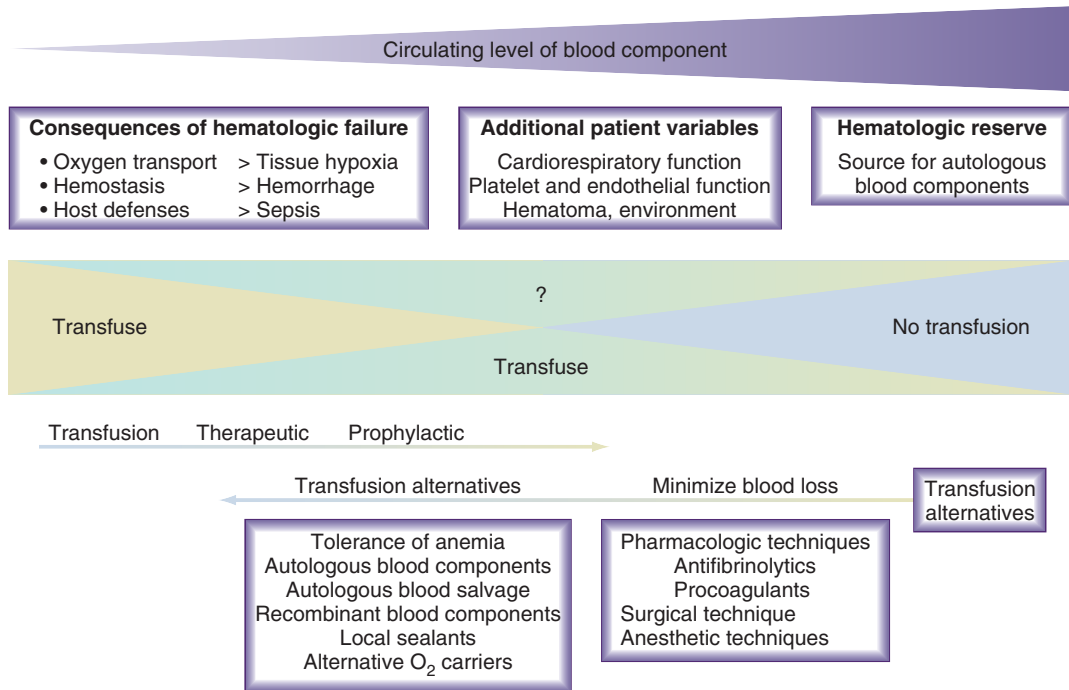 Circulating level of blood component
Consequences of hematologic failure
• Oxygen transport > Tissue hypoxia
• Hemostasis > Hemorrhage
• Host defenses > Sepsis
Additional patient variables
Cardiorespiratory function
Platelet and endothelial function
Hematoma, environment
Hematologic reserve
Source for autologous
blood components
?
Transfuse
No transfusion
Transfuse
Transfusion Therapeutic Prophylactic
Transfusion alternatives
Minimize blood loss
Transfusion
alternatives
Tolerance of anemia
Autologous blood components
Autologous blood salvage
Recombinant blood components
Local sealants
Alternative O₂ carriers
Pharmacologic techniques
Antifibrinolytics
Procoagulants
Surgical technique
Anesthetic techniques